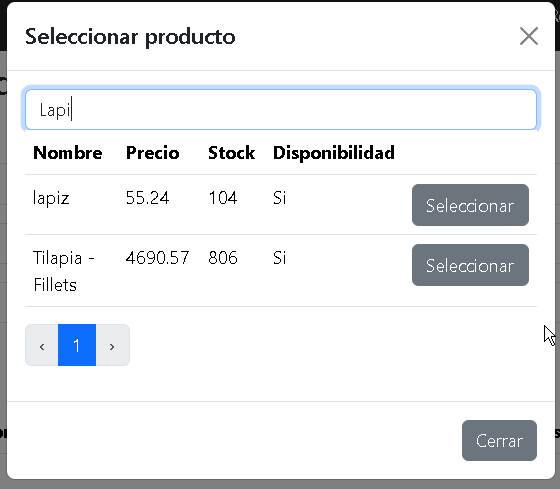 Seleccionar producto
Lapi
Nombre Precio Stock Disponibilidad
lapiz 55.24 104 Si Seleccionar
Tilapia - 4690.57 806 Si Seleccionar
Fillets
‹ 1 ›
Cerrar